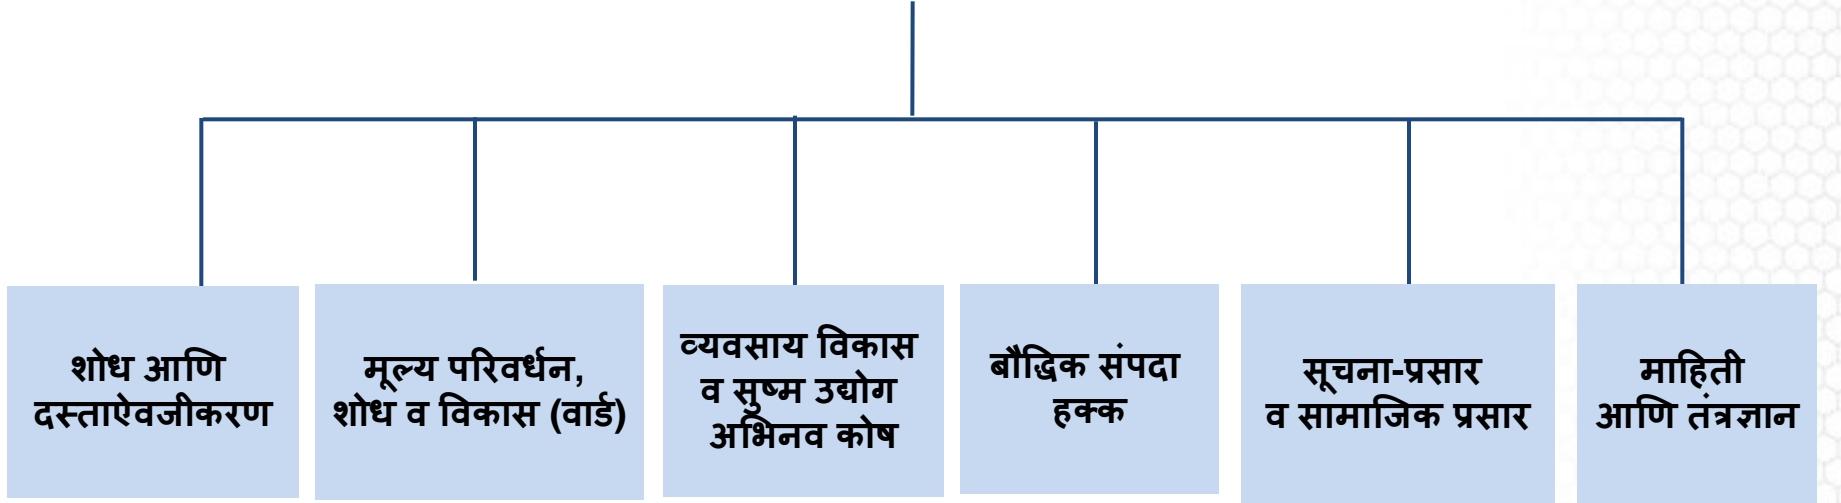 शोध आणि
दस्ताऐवजीकरण
मूल्य परिवर्धन,
शोध व विकास (वार्ड)
व्यवसाय विकास
व सुष्म उद्योग
अभिनव कोष
बौद्धिक संपदा
हक्क
सूचना-प्रसार
व सामाजिक प्रसार
माहिती
आणि तंत्रज्ञान